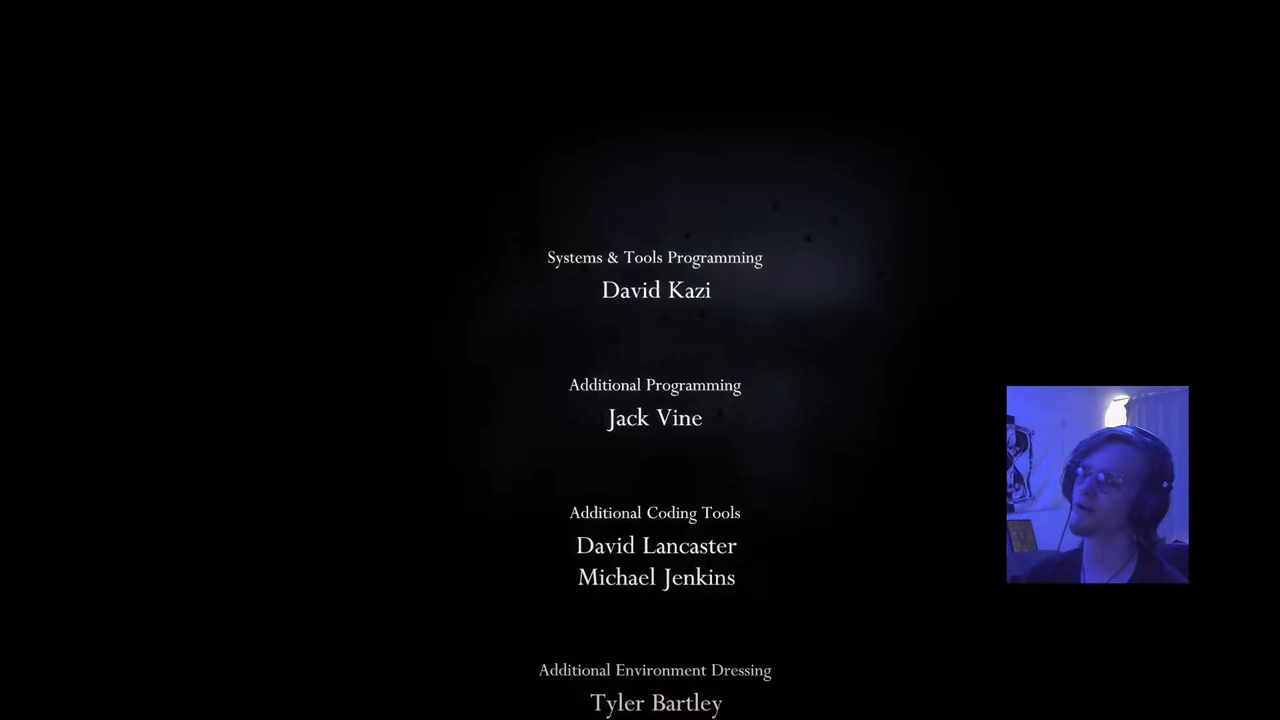 Systems & Tools Programming
David Kazi
Additional Programming
Jack Vine
Additional Coding Tools
David Lancaster
Michael Jenkins
Additional Environment Dressing
Tyler Bartley